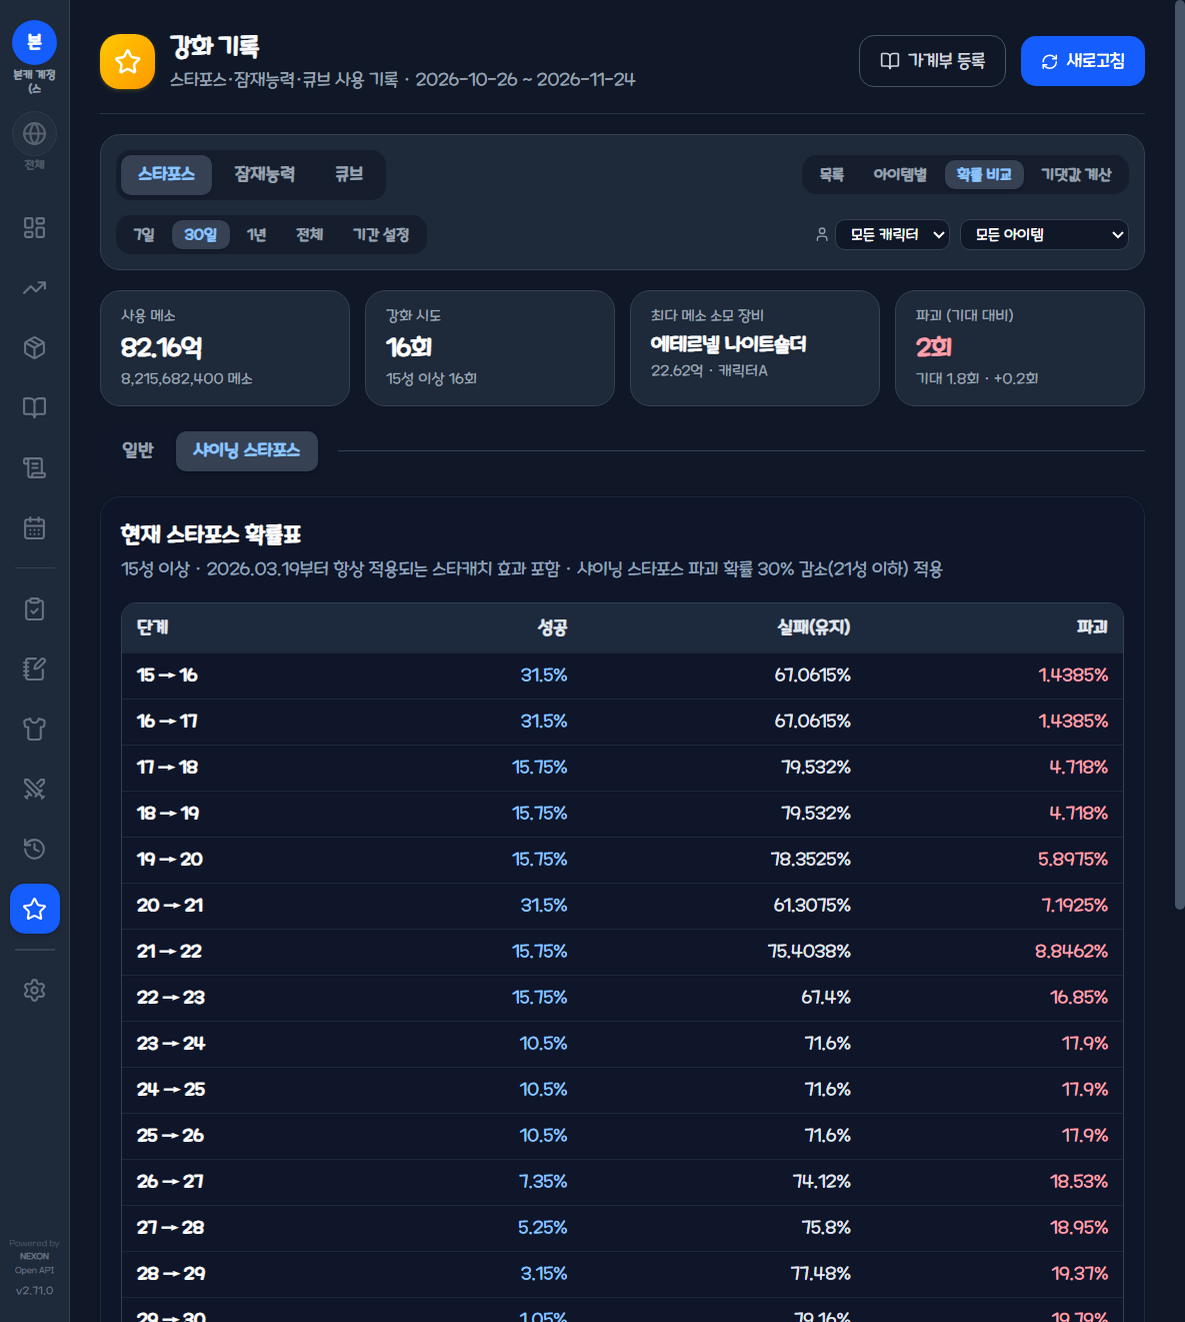 본
본캐 계정
(스
전체
Powered by
NEXON
Open API
v2.71.0
강화 기록
스타포스·잠재능력·큐브 사용 기록 · 2026-10-26 ~ 2026-11-24
가계부 등록
새로고침
스타포스 잠재능력 큐브
목록 아이템별 확률 비교 기댓값 계산
7일 30일 1년 전체 기간 설정
모든 캐릭터 모든 아이템
사용 메소
82.16억
8,215,682,400 메소
강화 시도
16회
15성 이상 16회
최다 메소 소모 장비
에테르넬 나이트숄더
22.62억 · 캐릭터A
파괴 (기대 대비)
2회
기대 1.8회 · +0.2회
일반 샤이닝 스타포스
현재 스타포스 확률표
15성 이상 · 2026.03.19부터 항상 적용되는 스타캐치 효과 포함 · 샤이닝 스타포스 파괴 확률 30% 감소(21성 이하) 적용
단계 성공 실패(유지) 파괴
15 → 16 31.5% 67.0615% 1.4385%
16 → 17 31.5% 67.0615% 1.4385%
17 → 18 15.75% 79.532% 4.718%
18 → 19 15.75% 79.532% 4.718%
19 → 20 15.75% 78.3525% 5.8975%
20 → 21 31.5% 61.3075% 7.1925%
21 → 22 15.75% 75.4038% 8.8462%
22 → 23 15.75% 67.4% 16.85%
23 → 24 10.5% 71.6% 17.9%
24 → 25 10.5% 71.6% 17.9%
25 → 26 10.5% 71.6% 17.9%
26 → 27 7.35% 74.12% 18.53%
27 → 28 5.25% 75.8% 18.95%
28 → 29 3.15% 77.48% 19.37%
29 → 30 1.05% 79.16% 19.79%